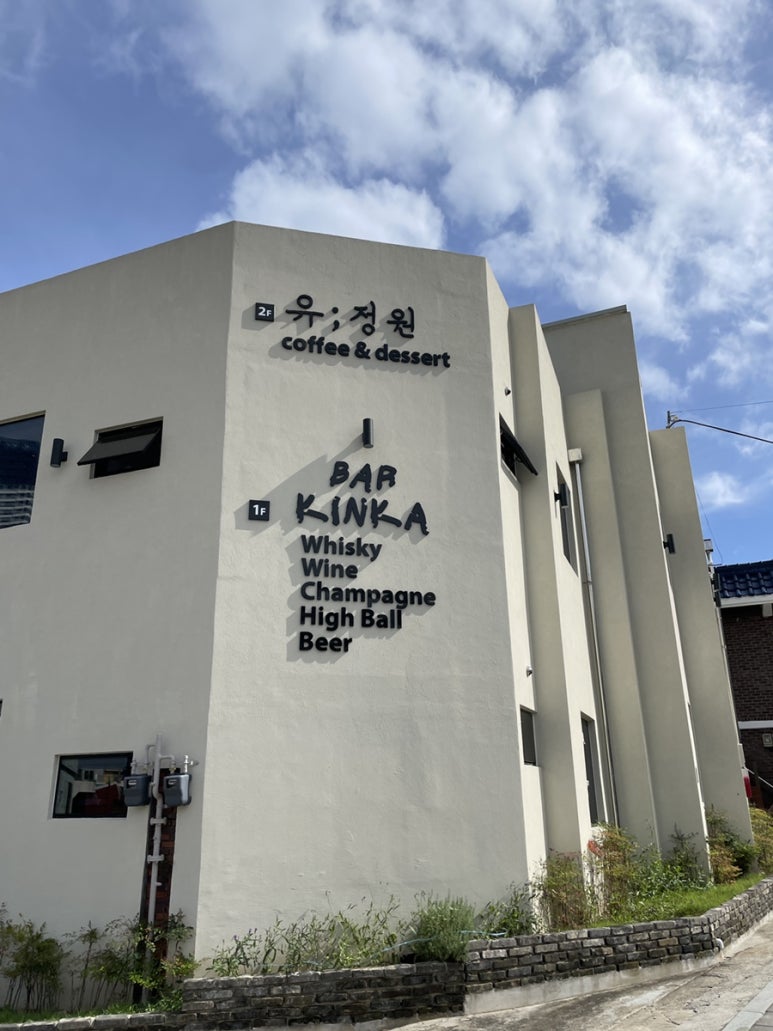 2F 유;정원
coffee & dessert
BAR
1F KINKA
Whisky
Wine
Champagne
High Ball
Beer